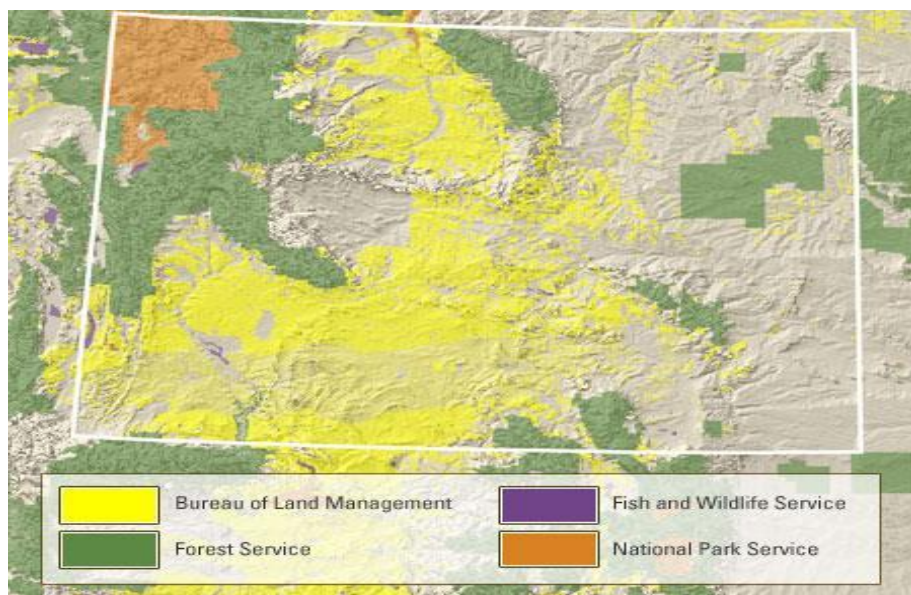 Bureau of Land Management
Fish and Wildlife Service
Forest Service
National Park Service